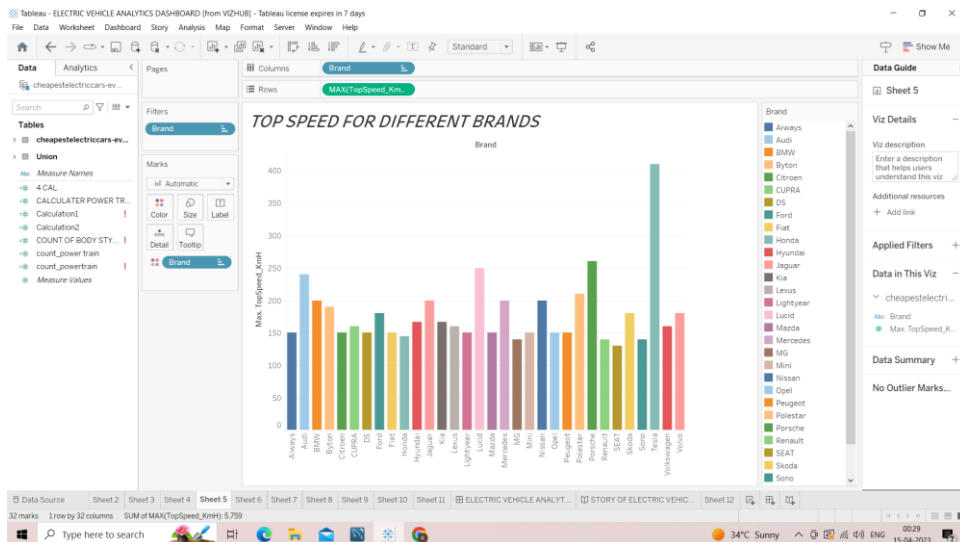 Tableau - ELECTRIC VEHICLE ANALYTICS DASHBOARD [from VIZHUB] - Tableau license expires in 7 days
File Data Worksheet Dashboard Story Analysis Map Format Server Window Help
Standard
Show Me
Data Analytics
cheapestelectriccars-ev...
Search
Tables
cheapestelectriccars-ev...
Union
Abc Measure Names
4 CAL
CALCULATER POWER TR...
Calculation1 !
Calculation2
COUNT OF BODY STY... !
count_power train
count_powertrain !
Measure Values
Pages
Filters
Brand
Marks
Automatic
Color Size Label
Detail Tooltip
Brand
Columns Brand
Rows MAX(TopSpeed_Km..
TOP SPEED FOR DIFFERENT BRANDS
Brand
Max. TopSpeed_KmH
400
350
300
250
200
150
100
50
0
Aiways
Audi
BMW
Byton
Citroen
CUPRA
DS
Ford
Fiat
Honda
Hyundai
Jaguar
Kia
Lexus
Lightyear
Lucid
Mazda
Mercedes
MG
Mini
Nissan
Opel
Peugeot
Polestar
Porsche
Renault
SEAT
Skoda
Sono
Tesla
Volkswagen
Volvo
Brand
Aiways
Audi
BMW
Byton
Citroen
CUPRA
DS
Ford
Fiat
Honda
Hyundai
Jaguar
Kia
Lexus
Lightyear
Lucid
Mazda
Mercedes
MG
Mini
Nissan
Opel
Peugeot
Polestar
Porsche
Renault
SEAT
Skoda
Sono
Data Guide
Sheet 5
Viz Details
Viz description
Enter a description
that helps users
understand this viz
Additional resources
+ Add link
Applied Filters
Data in This Viz
cheapestelectri...
Abc Brand
Max. TopSpeed_K...
Data Summary
No Outlier Marks...
Data Source Sheet 2 Sheet 3 Sheet 4 Sheet 5 Sheet 6 Sheet 7 Sheet 8 Sheet 9 Sheet 10 Sheet 11 ELECTRIC VEHICLE ANALYT... STORY OF ELECTRIC VEHIC... Sheet 12
32 marks 1 row by 32 columns SUM of MAX(TopSpeed_KmH): 5,759
Type here to search
34°C Sunny
ENG
00:29
15-04-2023